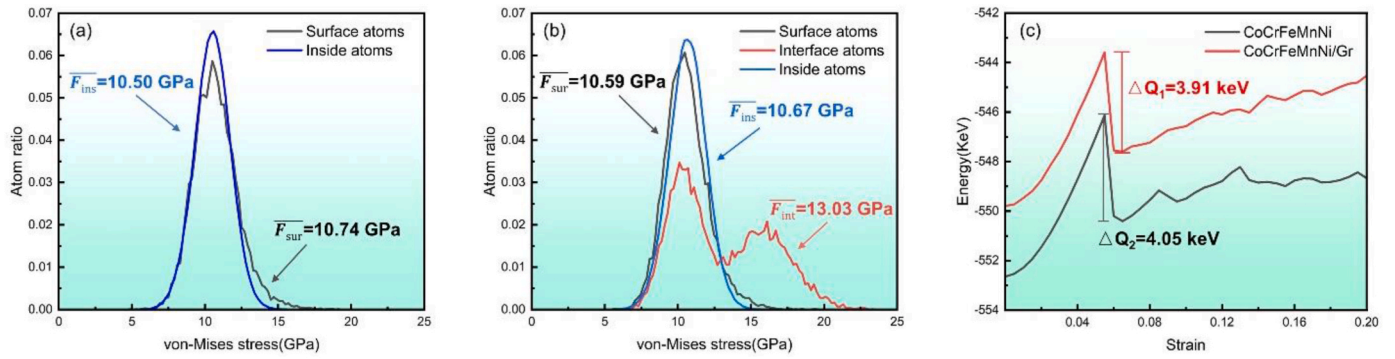 (a)
Surface atoms
Inside atoms
F_ins=10.50 GPa
F_sur=10.74 GPa
0.07
0.06
0.05
0.04
0.03
0.02
0.01
0.00
Atom ratio
0 5 10 15 20 25
von-Mises stress(GPa)
(b)
Surface atoms
Interface atoms
Inside atoms
F_sur=10.59 GPa
F_ins=10.67 GPa
F_int=13.03 GPa
0.07
0.06
0.05
0.04
0.03
0.02
0.01
0.00
Atom ratio
0 5 10 15 20 25
von-Mises stress(GPa)
(c)
CoCrFeMnNi
CoCrFeMnNi/Gr
△Q₁=3.91 keV
△Q₂=4.05 keV
-542
-544
-546
-548
-550
-552
-554
Energy(KeV)
0.04 0.08 0.12 0.16 0.20
Strain